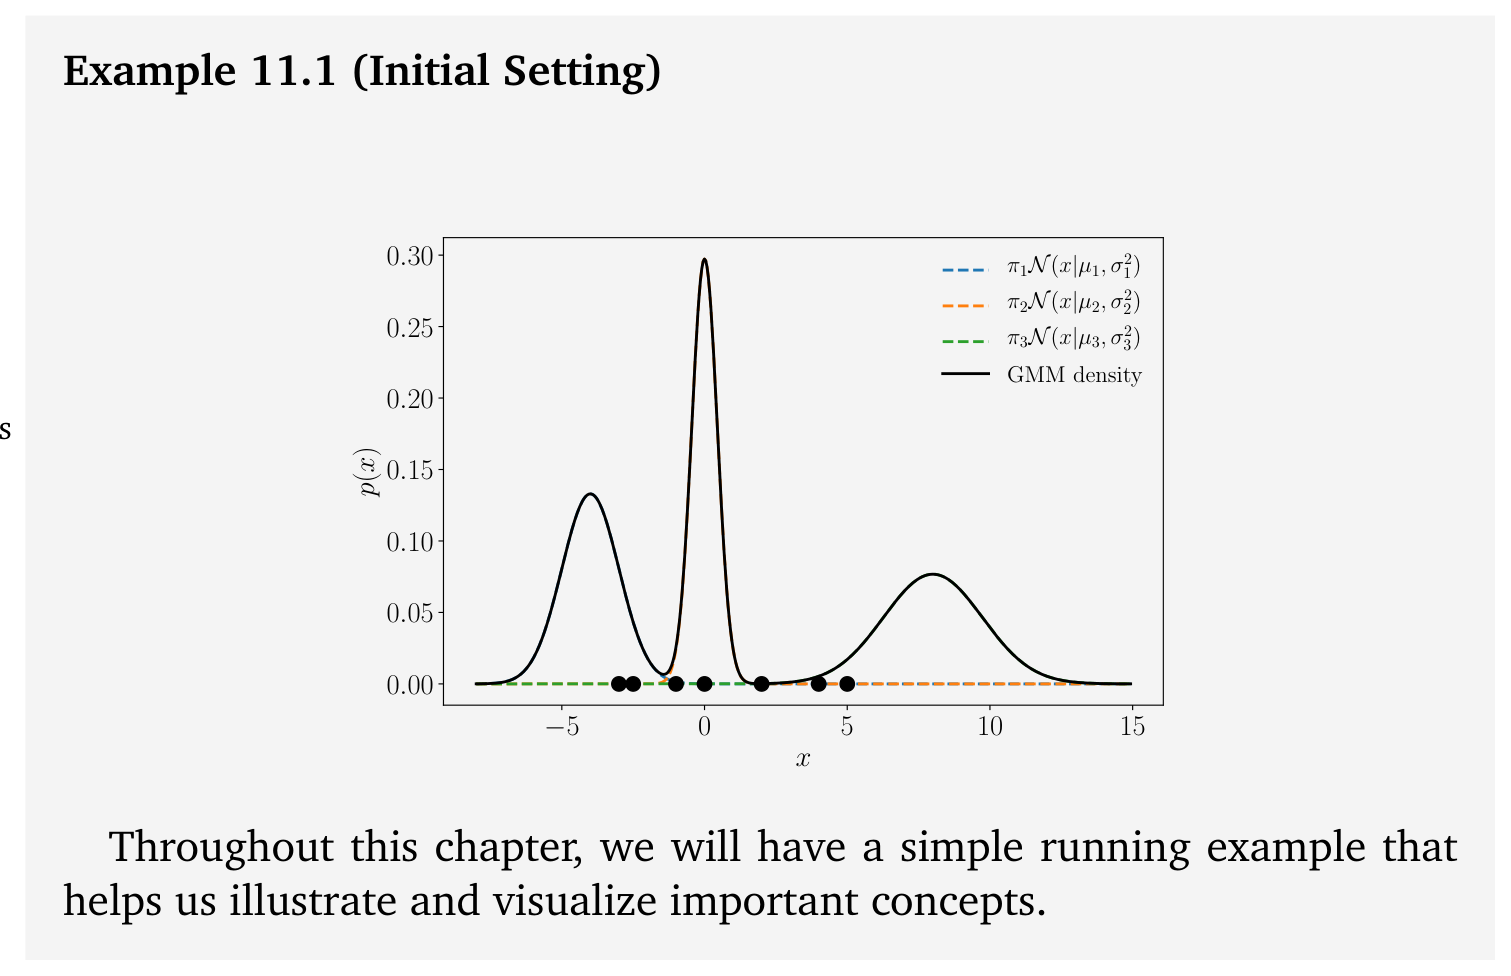 Example 11.1 (Initial Setting)
s
0.30
0.25
0.20
0.15
0.10
0.05
0.00
p(x)
π₁𝒩(x|μ₁, σ₁²)
π₂𝒩(x|μ₂, σ₂²)
π₃𝒩(x|μ₃, σ₃²)
GMM density
−5 0 5 10 15
x
Throughout this chapter, we will have a simple running example that
helps us illustrate and visualize important concepts.